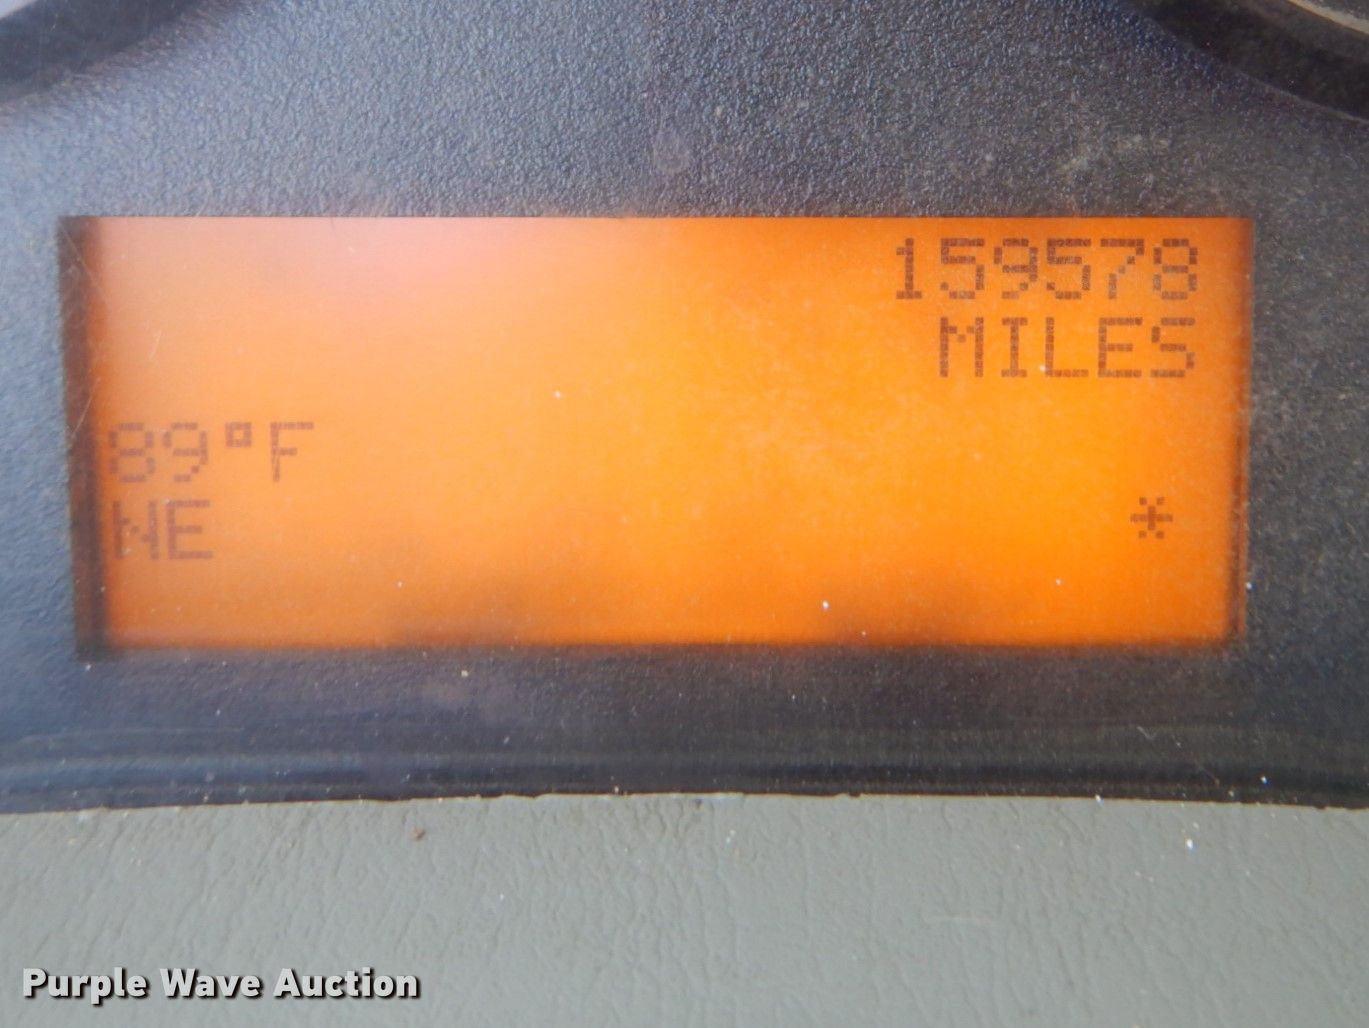 159578
MILES
89°F
NE
*
Purple Wave Auction